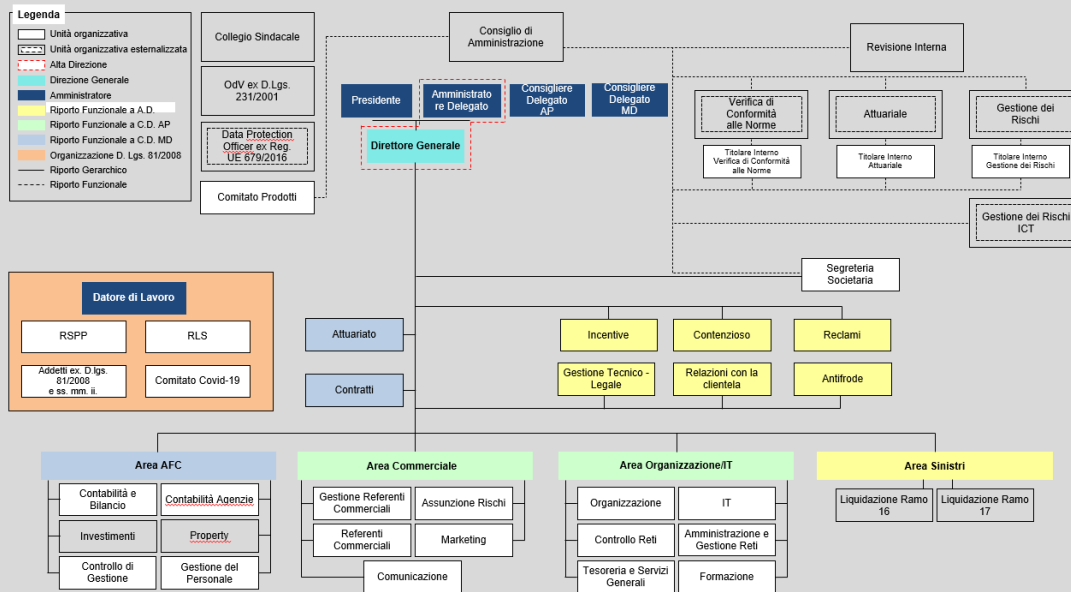 Legenda
Unità organizzativa
Unità organizzativa esternalizzata
Alta Direzione
Direzione Generale
Amministratore
Riporto Funzionale a A.D.
Riporto Funzionale a C.D. AP
Riporto Funzionale a C.D. MD
Organizzazione D. Lgs. 81/2008
Riporto Gerarchico
Riporto Funzionale
Collegio Sindacale
OdV ex D.Lgs.
231/2001
Data Protection
Officer ex Reg.
UE 679/2016
Comitato Prodotti
Consiglio di
Amministrazione
Revisione Interna
Presidente
Amministrato
re Delegato
Consigliere
Delegato
AP
Consigliere
Delegato
MD
Direttore Generale
Verifica di
Conformità
alle Norme
Attuariale
Gestione dei
Rischi
Titolare Interno
Verifica di Conformità
alle Norme
Titolare Interno
Attuariale
Titolare Interno
Gestione dei Rischi
Gestione dei Rischi
ICT
Segreteria
Societaria
Datore di Lavoro
RSPP
RLS
Addetti ex. D.lgs.
81/2008
e ss. mm. ii.
Comitato Covid-19
Attuariato
Contratti
Incentive
Contenzioso
Reclami
Gestione Tecnico -
Legale
Relazioni con la
clientela
Antifrode
Area AFC
Contabilità e
Bilancio
Contabilità Agenzie
Investimenti
Property
Controllo di
Gestione
Gestione del
Personale
Area Commerciale
Gestione Referenti
Commerciali
Assunzione Rischi
Referenti
Commerciali
Marketing
Comunicazione
Area Organizzazione/IT
Organizzazione
IT
Controllo Reti
Amministrazione e
Gestione Reti
Tesoreria e Servizi
Generali
Formazione
Area Sinistri
Liquidazione Ramo
16
Liquidazione Ramo
17